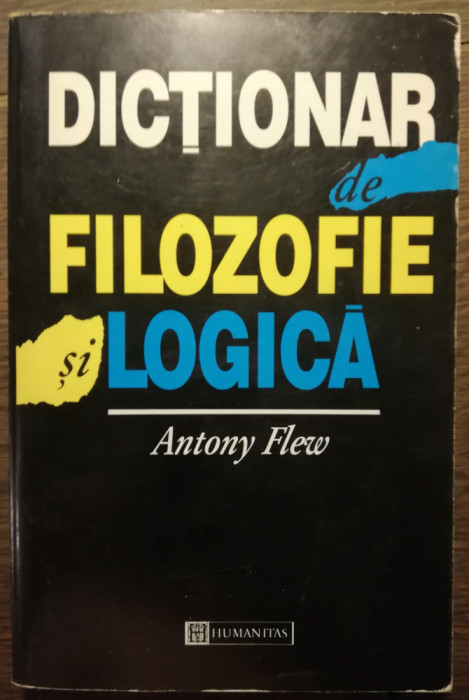 DICȚIONAR
de
FILOZOFIE
și LOGICĂ
Antony Flew
HUMANITAS